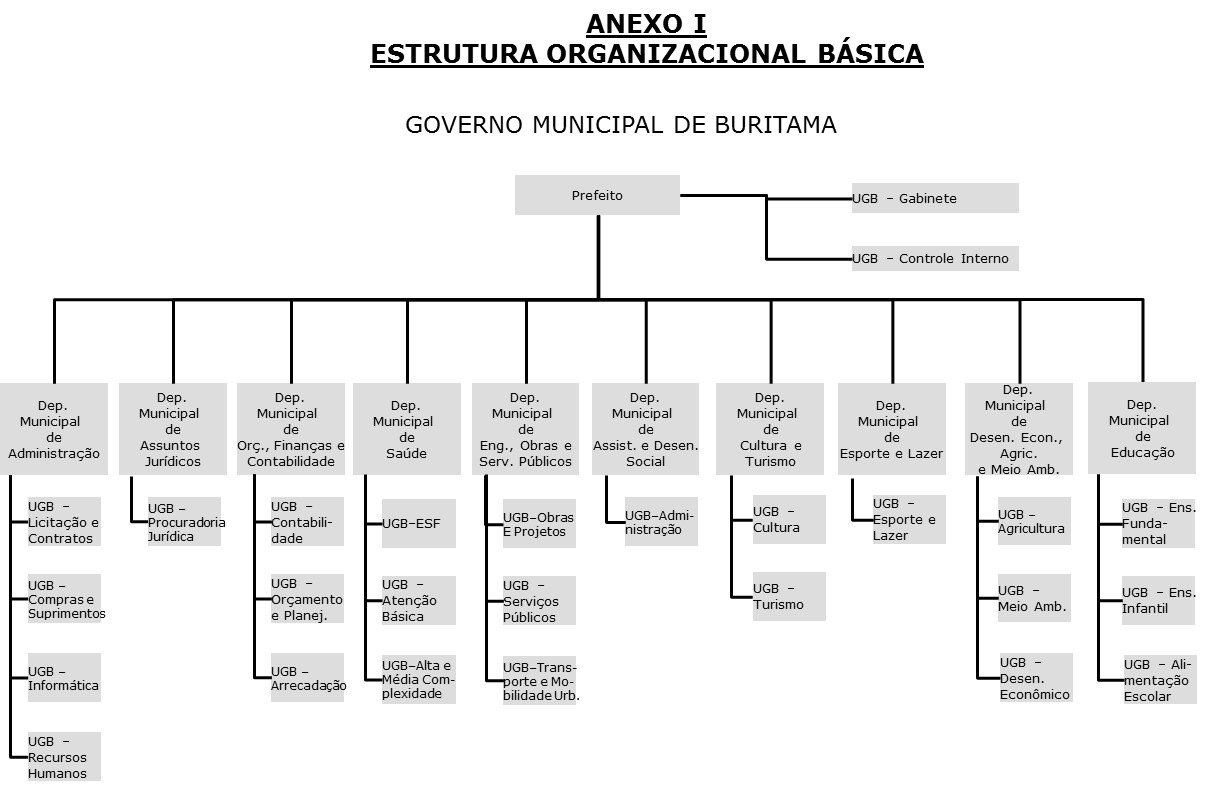 ANEXO I
ESTRUTURA ORGANIZACIONAL BÁSICA
GOVERNO MUNICIPAL DE BURITAMA
Prefeito
UGB – Gabinete
UGB – Controle Interno
Dep.
Municipal
de
Administração
UGB –
Licitação e
Contratos
UGB –
Compras e
Suprimentos
UGB –
Informática
UGB –
Recursos
Humanos
Dep.
Municipal
de
Assuntos
Jurídicos
UGB –
Procuradoria
Jurídica
Dep.
Municipal
de
Orç., Finanças e
Contabilidade
UGB –
Contabili-
dade
UGB –
Orçamento
e Planej.
UGB –
Arrecadação
Dep.
Municipal
de
Saúde
UGB–ESF
UGB –
Atenção
Básica
UGB–Alta e
Média Com-
plexidade
Dep.
Municipal
de
Eng., Obras e
Serv. Públicos
UGB–Obras
E Projetos
UGB –
Serviços
Públicos
UGB–Trans-
porte e Mo-
bilidade Urb.
Dep.
Municipal
de
Assist. e Desen.
Social
UGB–Admi-
nistração
Dep.
Municipal
de
Cultura e
Turismo
UGB –
Cultura
UGB –
Turismo
Dep.
Municipal
de
Esporte e Lazer
UGB –
Esporte e
Lazer
Dep.
Municipal
de
Desen. Econ.,
Agric.
e Meio Amb.
UGB –
Agricultura
UGB –
Meio Amb.
UGB –
Desen.
Econômico
Dep.
Municipal
de
Educação
UGB – Ens.
Funda-
mental
UGB – Ens.
Infantil
UGB – Ali-
mentação
Escolar